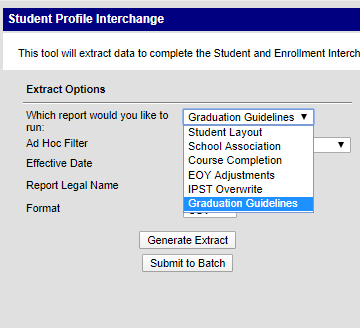 Student Profile Interchange
This tool will extract data to complete the Student and Enrollment Interch
Extract Options
Which report would you like to run:
Graduation Guidelines
Student Layout
School Association
Course Completion
EOY Adjustments
IPST Overwrite
Graduation Guidelines
Ad Hoc Filter
Effective Date
Report Legal Name
Format
Generate Extract
Submit to Batch